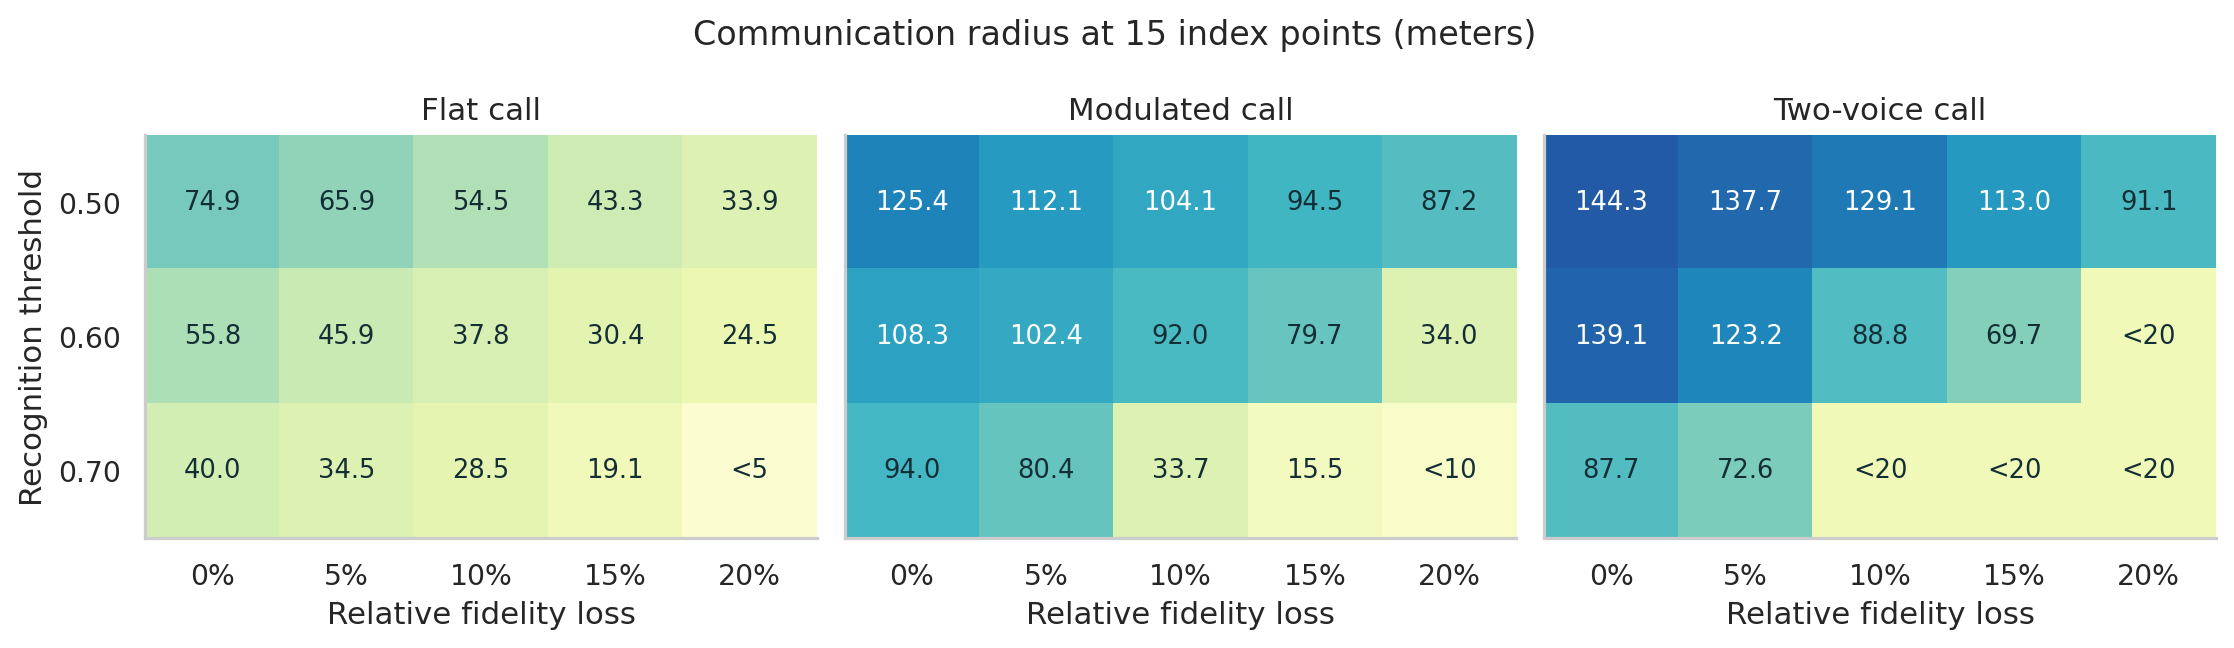 Communication radius at 15 index points (meters)
Flat call
Modulated call
Two-voice call
Recognition threshold
0.50
74.9 65.9 54.5 43.3 33.9
125.4 112.1 104.1 94.5 87.2
144.3 137.7 129.1 113.0 91.1
0.60
55.8 45.9 37.8 30.4 24.5
108.3 102.4 92.0 79.7 34.0
139.1 123.2 88.8 69.7 <20
0.70
40.0 34.5 28.5 19.1 <5
94.0 80.4 33.7 15.5 <10
87.7 72.6 <20 <20 <20
0% 5% 10% 15% 20%
0% 5% 10% 15% 20%
0% 5% 10% 15% 20%
Relative fidelity loss
Relative fidelity loss
Relative fidelity loss